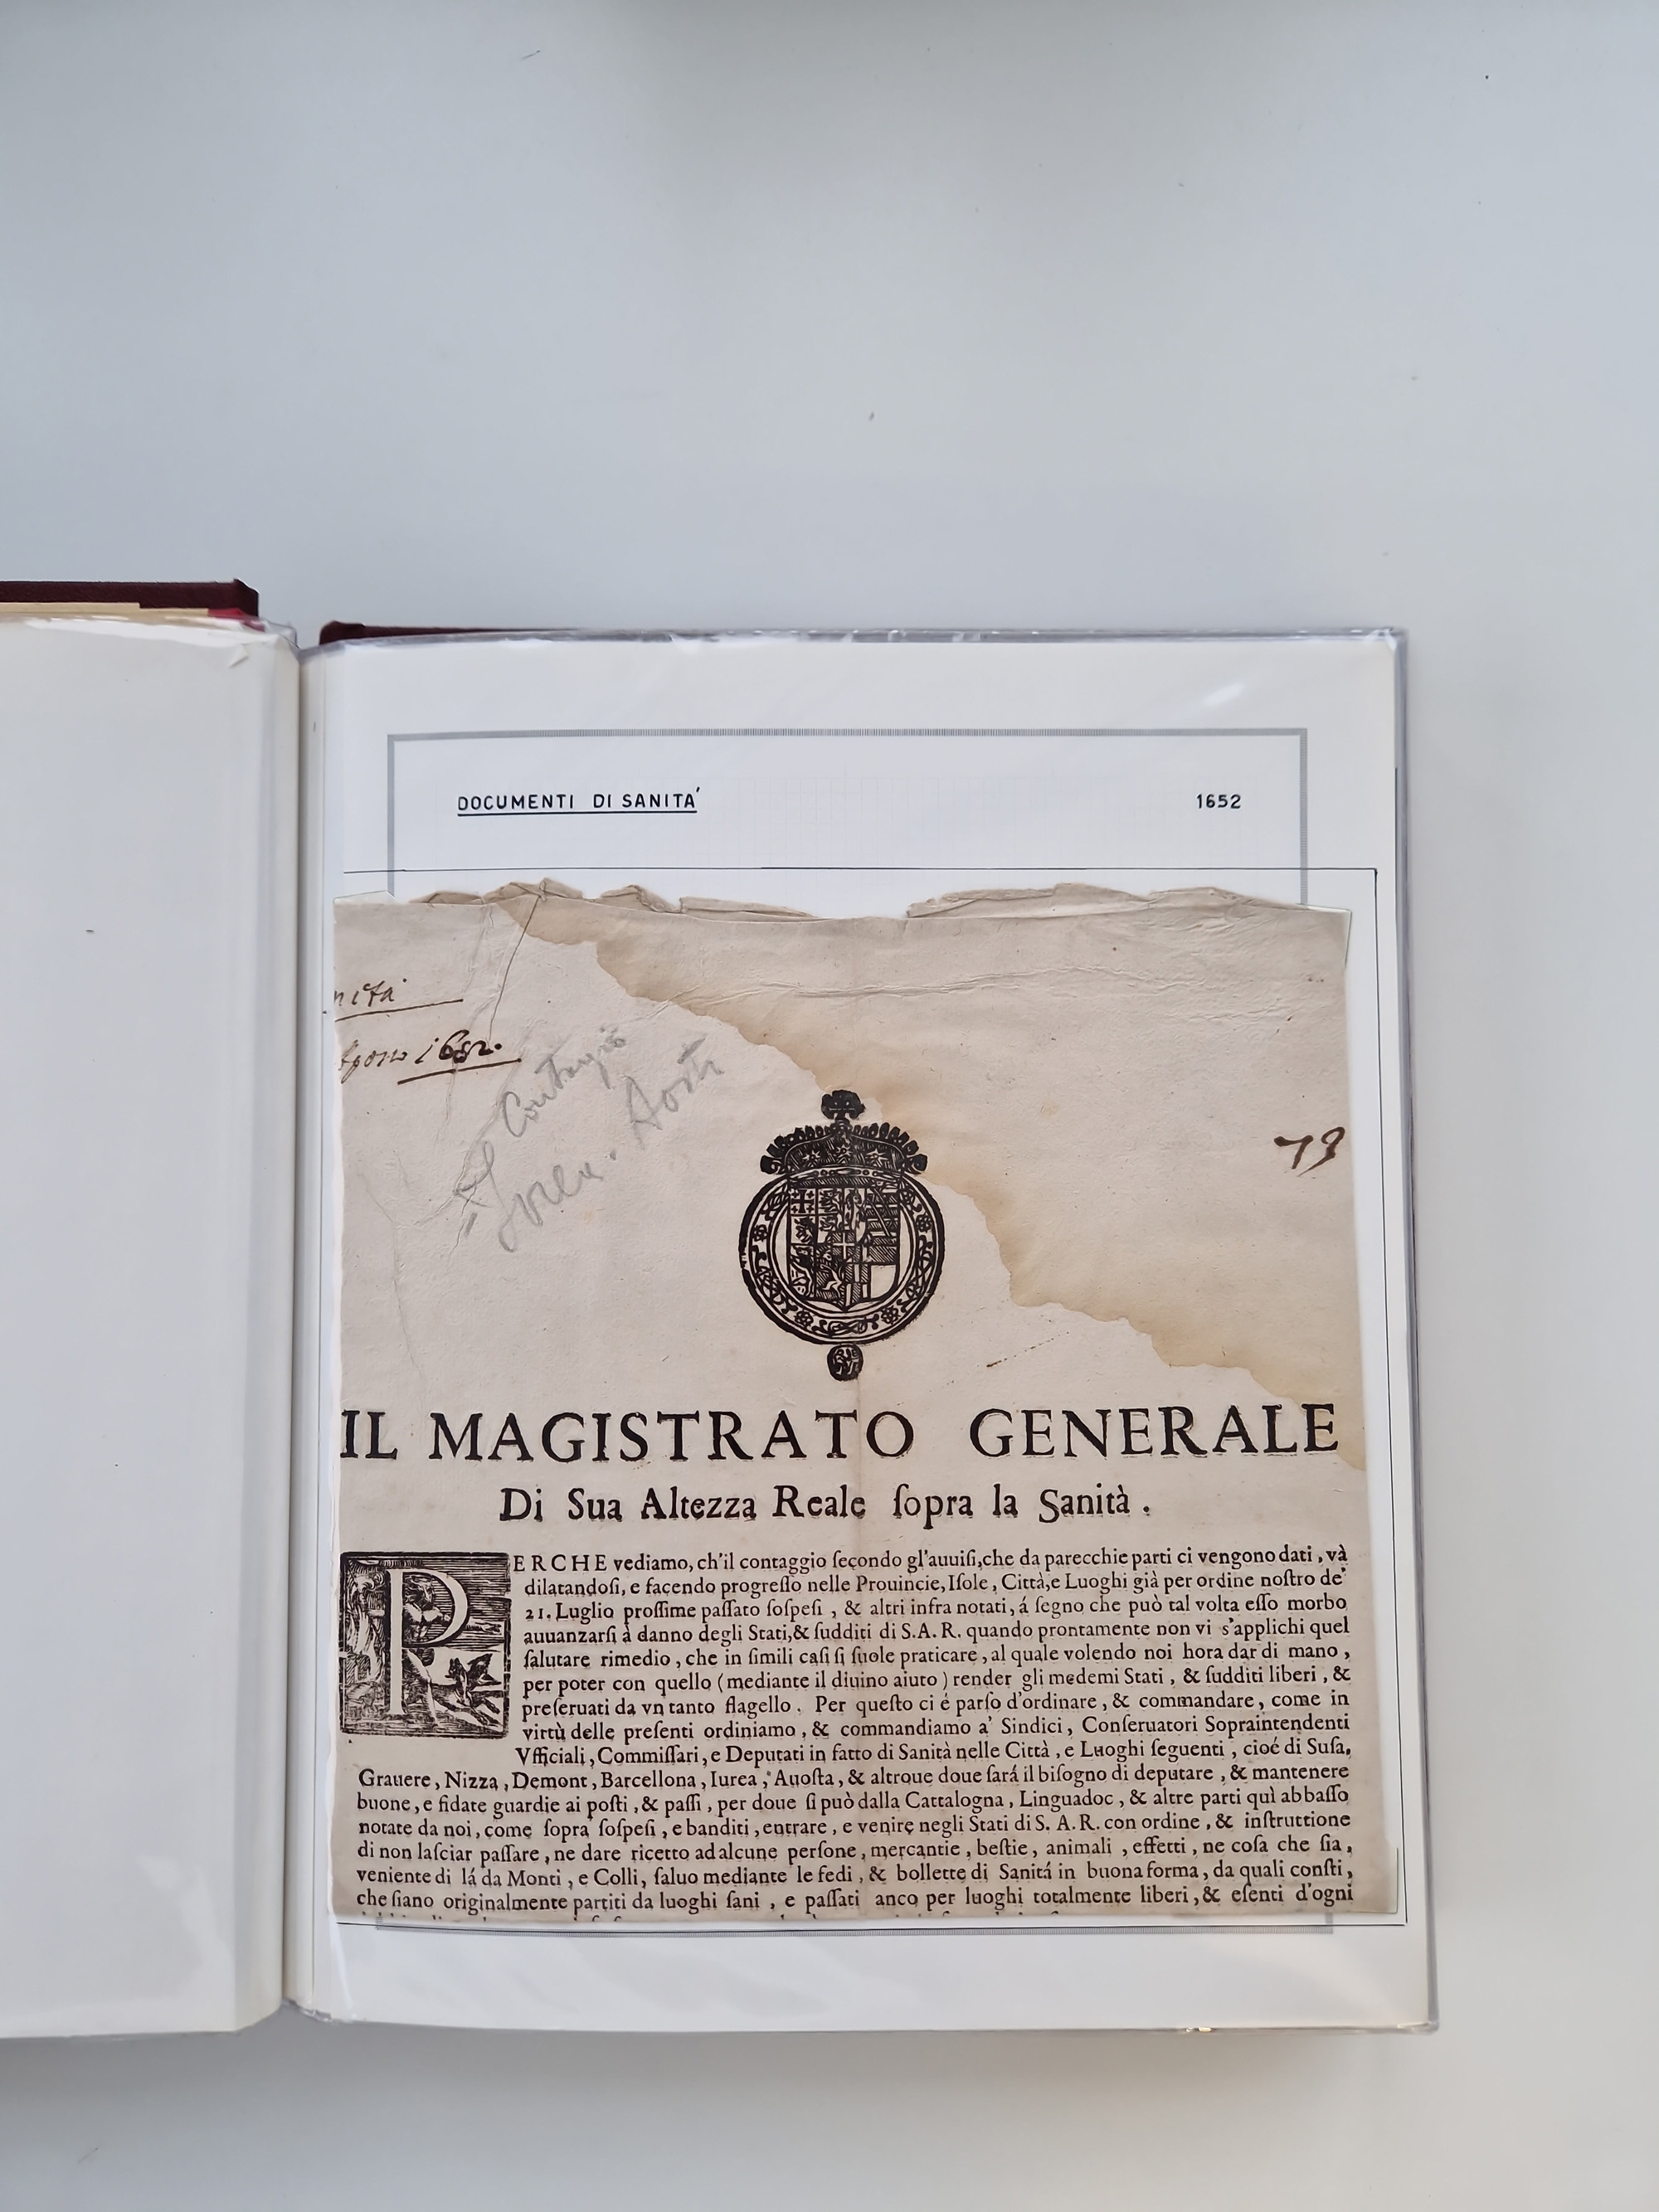 DOCUMENTI DI SANITA'
1652
nità
1652.
Contagio
Aosta
73
IL MAGISTRATO GENERALE
Di Sua Altezza Reale ſopra la Sanità .
PERCHE vediamo, ch'il contaggio ſecondo gl'auuiſi,che da parecchie parti ci vengono dati , và
dilatandoſi, e facendo progreſſo nelle Prouincie, Iſole, Città,e Luoghi già per ordine noſtro de'
21. Luglio proſſime paſſato ſoſpeſi , & altri infra notati, á ſegno che può tal volta eſſo morbo
auuanzarſi à danno degli Stati,& ſudditi di S.A.R. quando prontamente non vi s'applichi quel
ſalutare rimedio , che in ſimili caſi ſi ſuole praticare, al quale volendo noi hora dar di mano ,
per poter con quello (mediante il diuino aiuto) render gli medemi Stati , & ſudditi liberi , &
preſeruati da vn tanto flagello . Per queſto ci é parſo d'ordinare , & commandare, come in
virtù delle preſenti ordiniamo , & commandiamo a' Sindici , Conſeruatori Sopraintendenti
Vfficiali, Commiſſari, e Deputati in fatto di Sanità nelle Città , e Luoghi ſeguenti , cioé di Suſa,
Grauere, Nizza, Demont, Barcellona, Iurea, Auoſta, & altroue doue ſará il biſogno di deputare , & mantenere
buone, e fidate guardie ai poſti , & paſſi , per doue ſi può dalla Cattalogna, Linguadoc , & altre parti quì abbaſſo
notate da noi, come ſopra ſoſpeſi , e banditi , entrare , e venire negli Stati di S. A. R. con ordine , & inſtruttione
di non laſciar paſſare, ne dare ricetto ad alcune perſone, mercantie, beſtie, animali , effetti , ne coſa che ſia ,
veniente di lá da Monti , e Colli, ſaluo mediante le fedi , & bollette di Sanitá in buona forma, da quali conſti ,
che ſiano originalmente partiti da luoghi ſani , e paſſati anco per luoghi totalmente liberi, & eſenti d'ogni